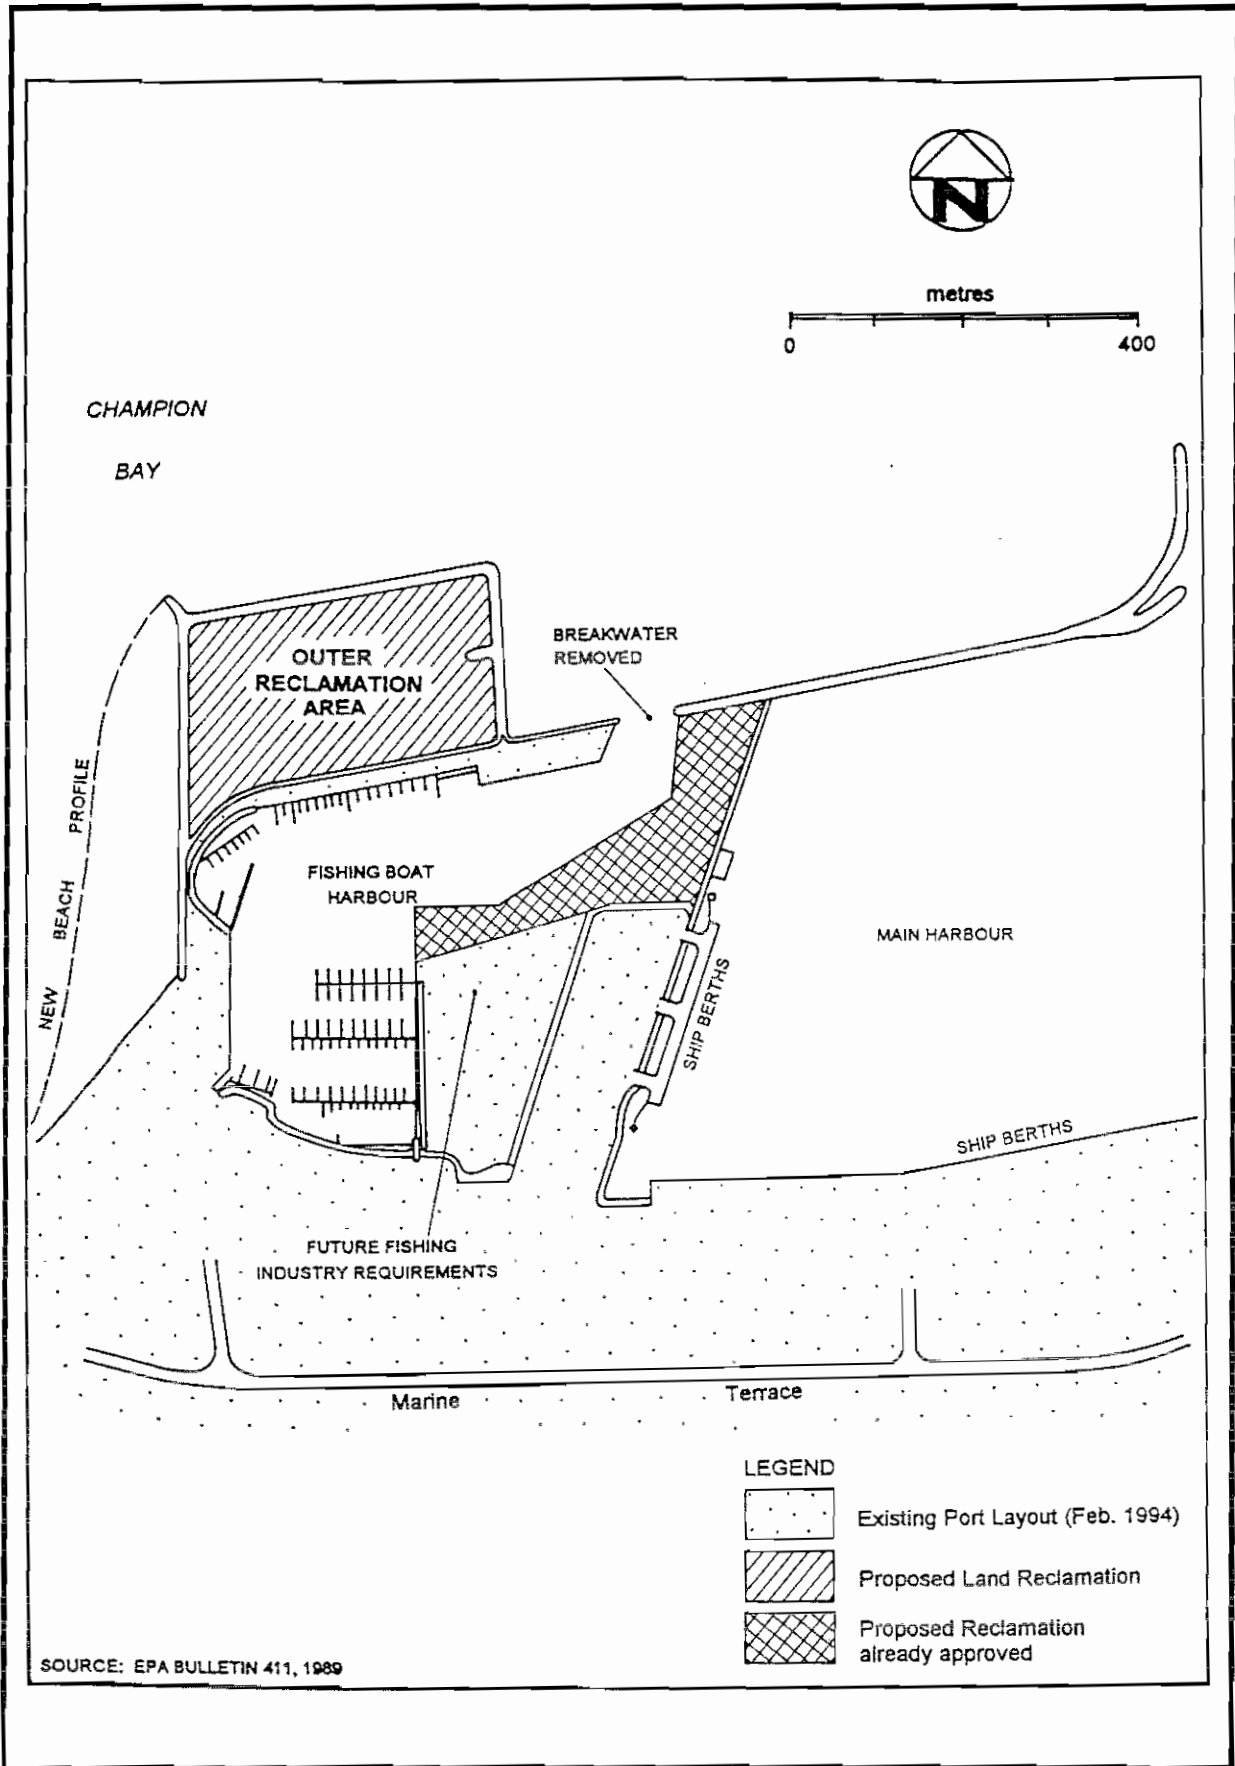 N
metres
0 400
CHAMPION
BAY
OUTER
RECLAMATION
AREA
BREAKWATER
REMOVED
NEW BEACH PROFILE
FISHING BOAT
HARBOUR
MAIN HARBOUR
SHIP BERTHS
SHIP BERTHS
FUTURE FISHING
INDUSTRY REQUIREMENTS
Marine Terrace
LEGEND
Existing Port Layout (Feb. 1994)
Proposed Land Reclamation
Proposed Reclamation
already approved
SOURCE: EPA BULLETIN 411, 1989